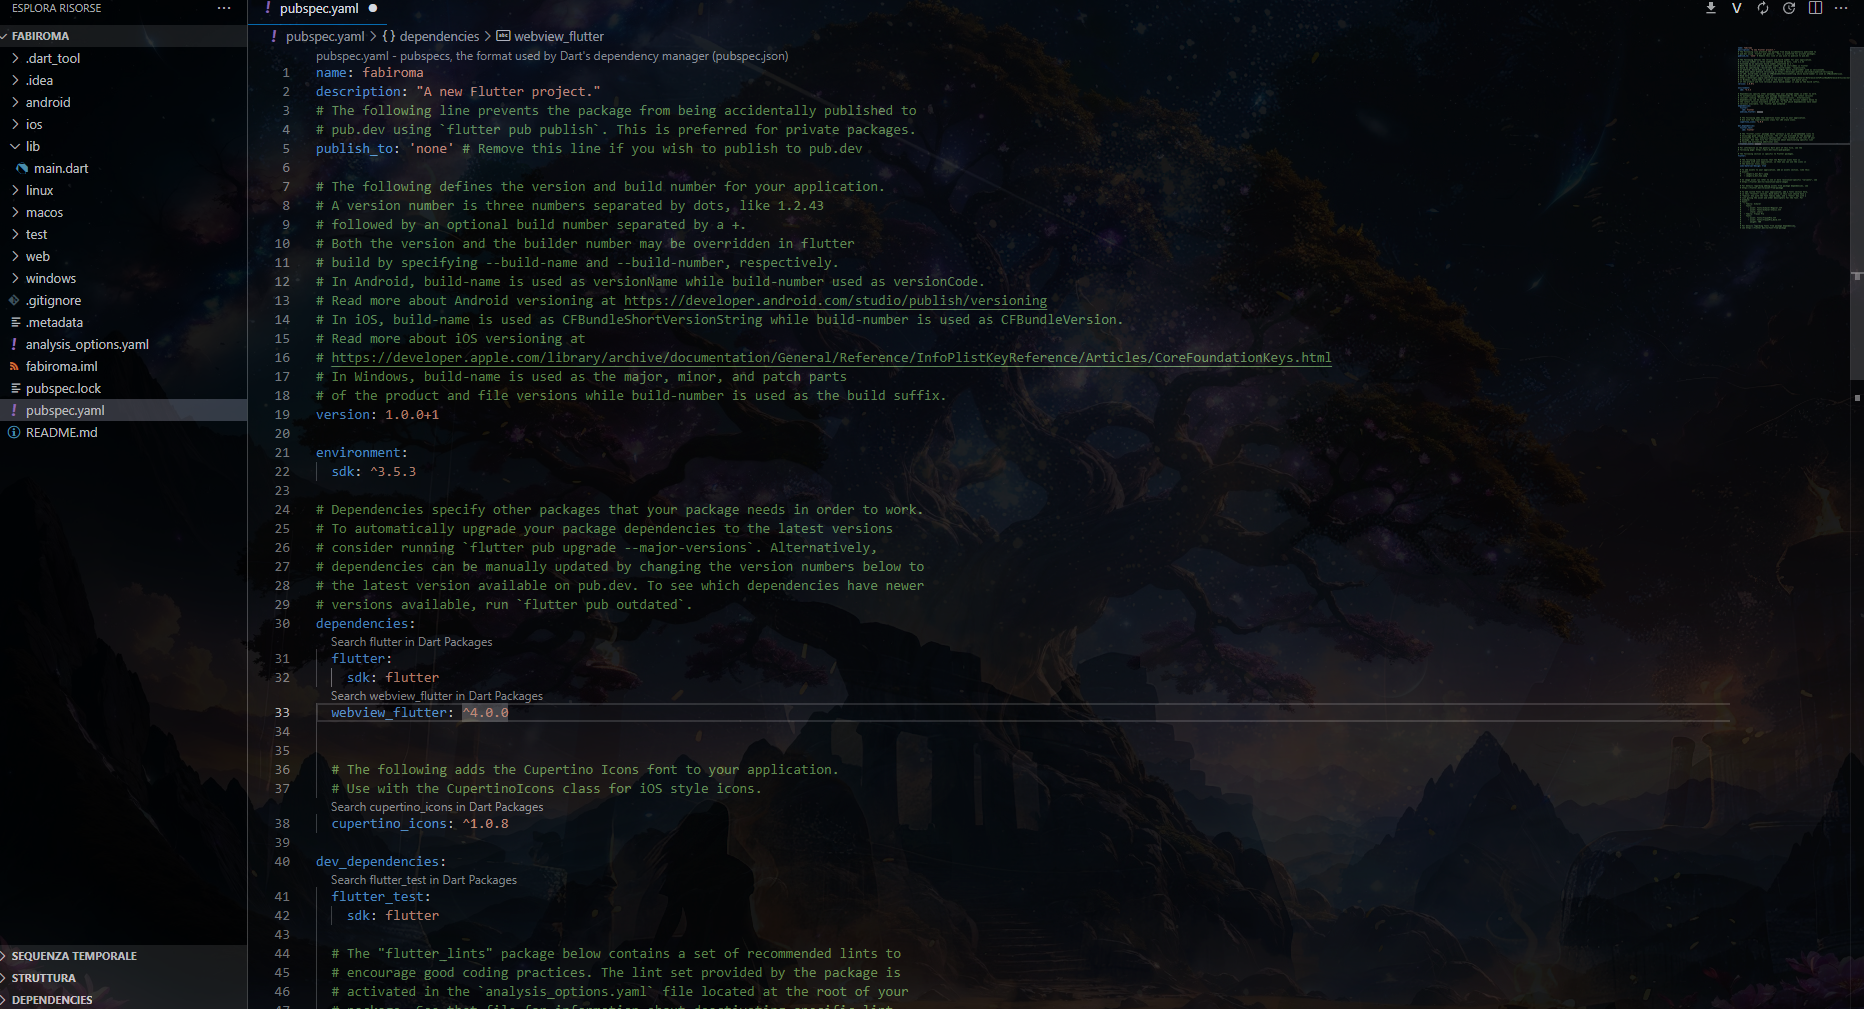 ESPLORA RISORSE
FABIROMA
.dart_tool
.idea
android
ios
lib
main.dart
linux
macos
test
web
windows
.gitignore
.metadata
analysis_options.yaml
fabiroma.iml
pubspec.lock
pubspec.yaml
README.md
SEQUENZA TEMPORALE
STRUTTURA
DEPENDENCIES
pubspec.yaml
pubspec.yaml > {} dependencies > webview_flutter
pubspec.yaml - pubspecs, the format used by Dart's dependency manager (pubspec.json)
1 name: fabiroma
2 description: "A new Flutter project."
3 # The following line prevents the package from being accidentally published to
4 # pub.dev using `flutter pub publish`. This is preferred for private packages.
5 publish_to: 'none' # Remove this line if you wish to publish to pub.dev
6
7 # The following defines the version and build number for your application.
8 # A version number is three numbers separated by dots, like 1.2.43
9 # followed by an optional build number separated by a +.
10 # Both the version and the builder number may be overridden in flutter
11 # build by specifying --build-name and --build-number, respectively.
12 # In Android, build-name is used as versionName while build-number used as versionCode.
13 # Read more about Android versioning at https://developer.android.com/studio/publish/versioning
14 # In iOS, build-name is used as CFBundleShortVersionString while build-number is used as CFBundleVersion.
15 # Read more about iOS versioning at
16 # https://developer.apple.com/library/archive/documentation/General/Reference/InfoPlistKeyReference/Articles/CoreFoundationKeys.html
17 # In Windows, build-name is used as the major, minor, and patch parts
18 # of the product and file versions while build-number is used as the build suffix.
19 version: 1.0.0+1
20
21 environment:
22 sdk: ^3.5.3
23
24 # Dependencies specify other packages that your package needs in order to work.
25 # To automatically upgrade your package dependencies to the latest versions
26 # consider running `flutter pub upgrade --major-versions`. Alternatively,
27 # dependencies can be manually updated by changing the version numbers below to
28 # the latest version available on pub.dev. To see which dependencies have newer
29 # versions available, run `flutter pub outdated`.
30 dependencies:
Search flutter in Dart Packages
31 flutter:
32 sdk: flutter
Search webview_flutter in Dart Packages
33 webview_flutter: ^4.0.0
34
35
36 # The following adds the Cupertino Icons font to your application.
37 # Use with the CupertinoIcons class for iOS style icons.
Search cupertino_icons in Dart Packages
38 cupertino_icons: ^1.0.8
39
40 dev_dependencies:
Search flutter_test in Dart Packages
41 flutter_test:
42 sdk: flutter
43
44 # The "flutter_lints" package below contains a set of recommended lints to
45 # encourage good coding practices. The lint set provided by the package is
46 # activated in the `analysis_options.yaml` file located at the root of your